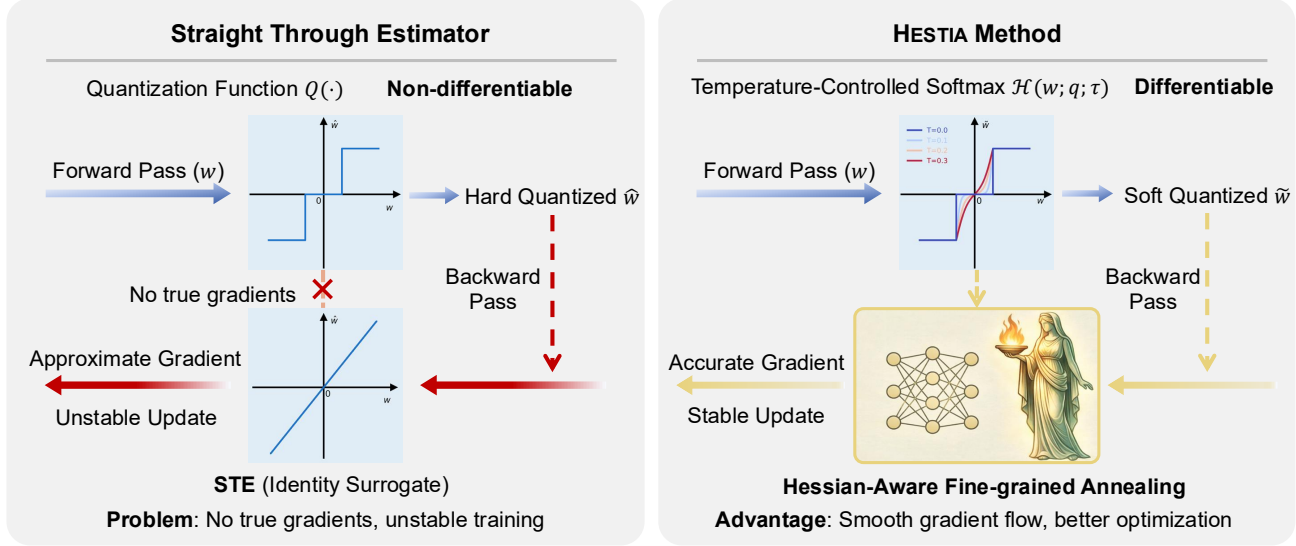 Straight Through Estimator
Quantization Function Q(·) Non-differentiable
ŵ
0
w
Forward Pass (w)
Hard Quantized ŵ
No true gradients
Backward
Pass
ŵ
0
w
Approximate Gradient
Unstable Update
STE (Identity Surrogate)
Problem: No true gradients, unstable training
HESTIA Method
Temperature-Controlled Softmax ℋ(w; q; τ) Differentiable
T=0.0
T=0.1
T=0.2
T=0.3
w̃
0
w
Forward Pass (w)
Soft Quantized w̃
Backward
Pass
Accurate Gradient
Stable Update
Hessian-Aware Fine-grained Annealing
Advantage: Smooth gradient flow, better optimization